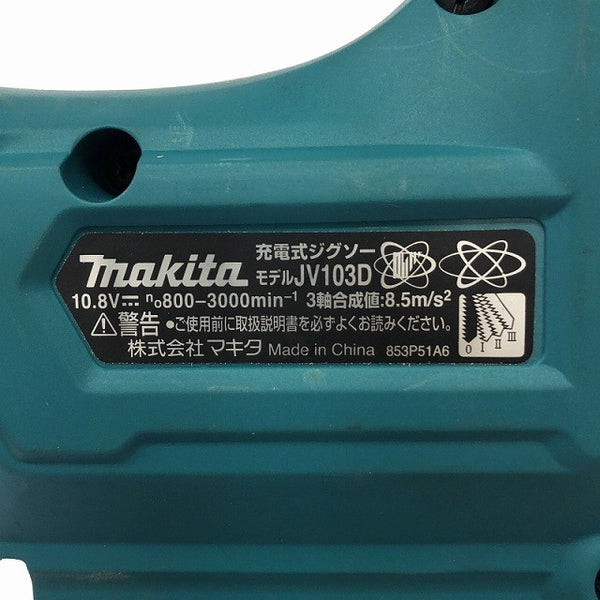 makita 充電式ジグソー
モデルJV103D
10.8V⎓ n₀800-3000min⁻¹ 3軸合成値:8.5m/s²
⚠警告 •ご使用前に取扱説明書を必ずよくお読みください。
株式会社マキタ Made in China 853P51A6
0 I II III